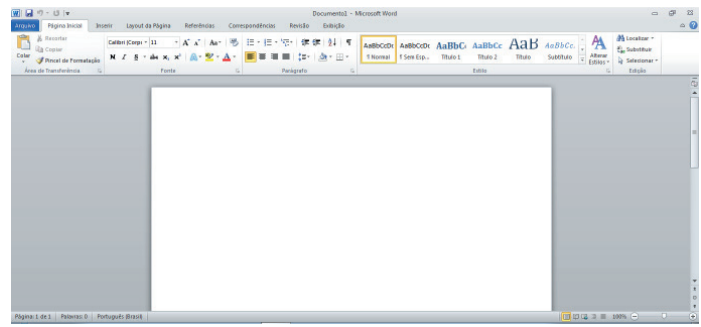 Documento1 - Microsoft Word
Arquivo Página Inicial Inserir Layout da Página Referências Correspondências Revisão Exibição
Colar
Recortar
Copiar
Pincel de Formatação
Área de Transferência
Calibri (Corpo 11
N I S abc x, x²
Fonte
Parágrafo
AaBbCcDc AaBbCcDc AaBbC AaBbCc AaB AaBbCc.
¶ Normal ¶ Sem Esp... Título 1 Título 2 Título Subtítulo
Alterar
Estilos
Estilo
Localizar
Substituir
Selecionar
Edição
Página: 1 de 1 Palavras: 0 Português (Brasil) 100%